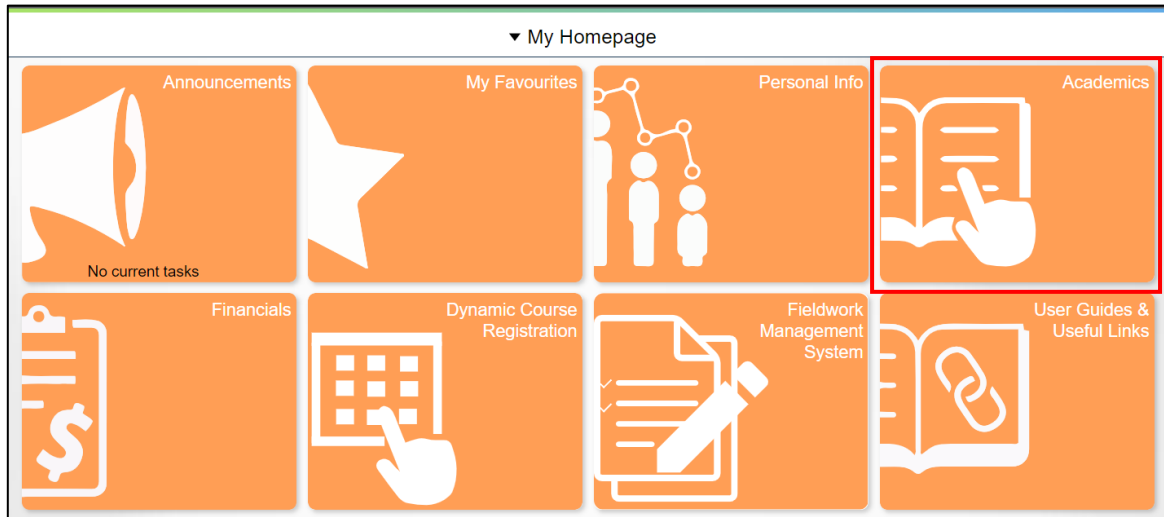 ▼ My Homepage
Announcements
No current tasks
My Favourites
Personal Info
Academics
Financials
$
Dynamic Course
Registration
Fieldwork
Management
System
User Guides &
Useful Links